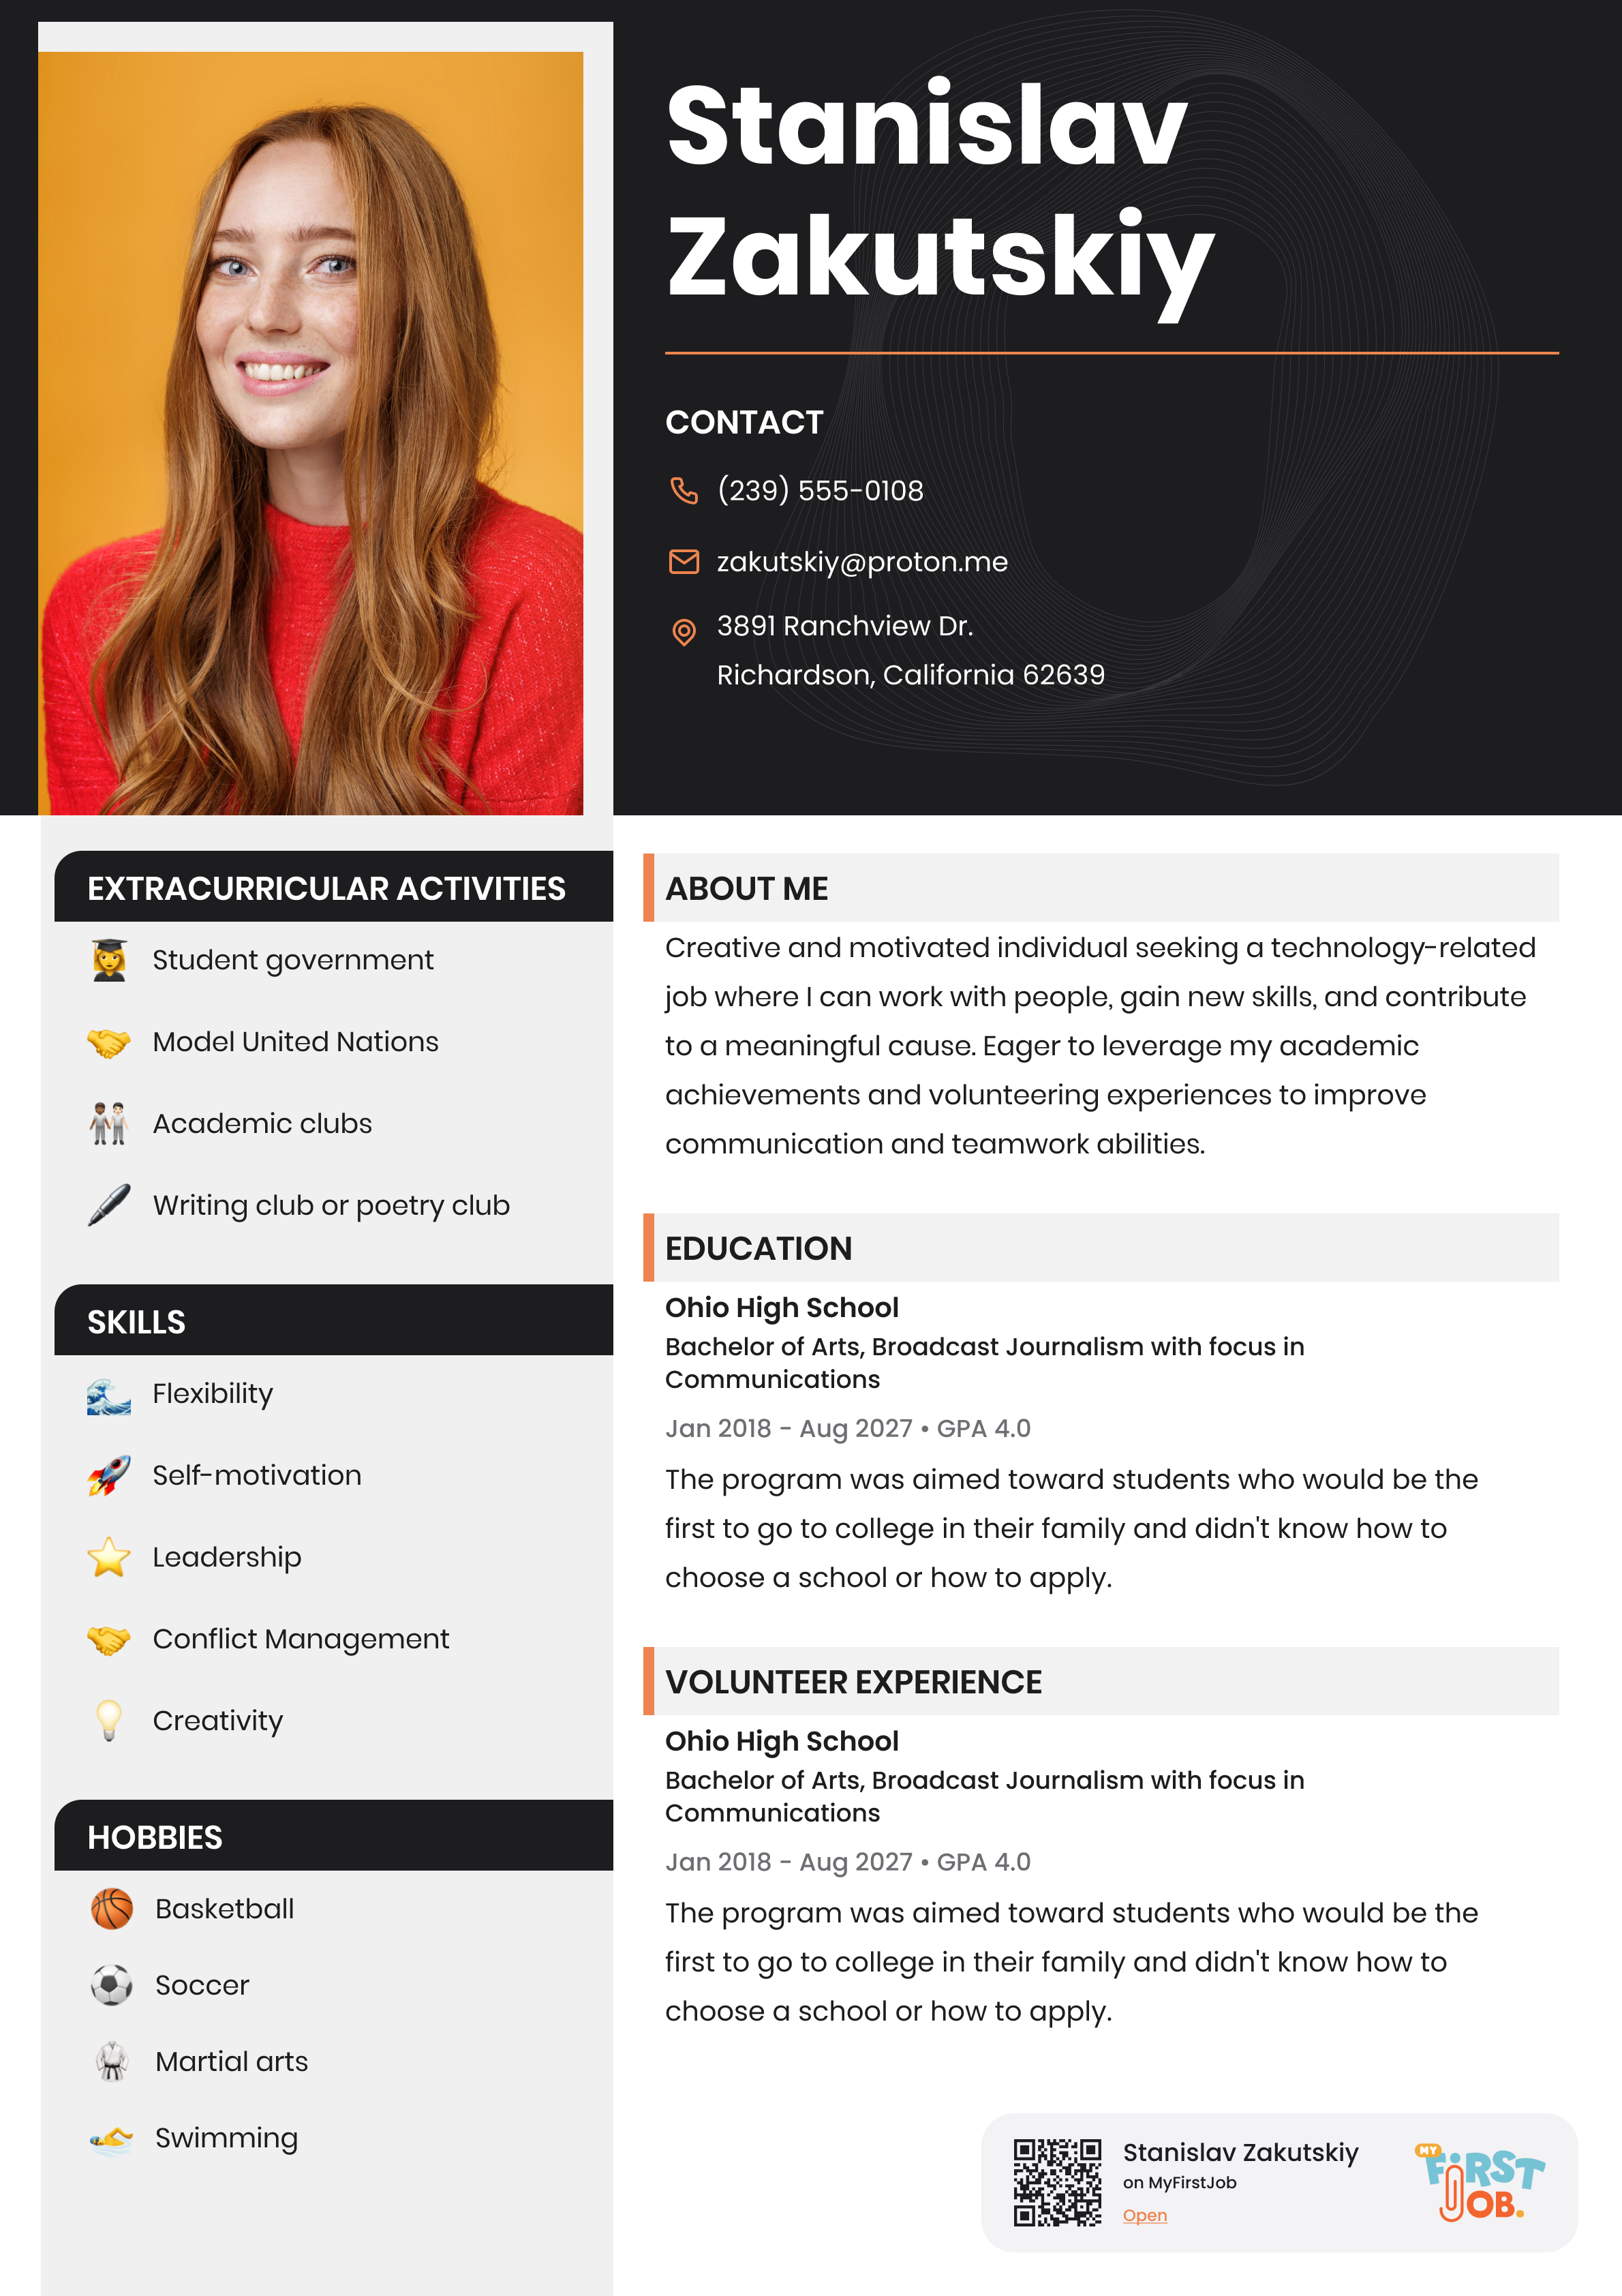 Stanislav
Zakutskiy
CONTACT
(239) 555-0108
zakutskiy@proton.me
3891 Ranchview Dr.
Richardson, California 62639
EXTRACURRICULAR ACTIVITIES
Student government
Model United Nations
Academic clubs
Writing club or poetry club
SKILLS
Flexibility
Self-motivation
Leadership
Conflict Management
Creativity
HOBBIES
Basketball
Soccer
Martial arts
Swimming
ABOUT ME
Creative and motivated individual seeking a technology-related
job where I can work with people, gain new skills, and contribute
to a meaningful cause. Eager to leverage my academic
achievements and volunteering experiences to improve
communication and teamwork abilities.
EDUCATION
Ohio High School
Bachelor of Arts, Broadcast Journalism with focus in
Communications
Jan 2018 - Aug 2027 • GPA 4.0
The program was aimed toward students who would be the
first to go to college in their family and didn't know how to
choose a school or how to apply.
VOLUNTEER EXPERIENCE
Ohio High School
Bachelor of Arts, Broadcast Journalism with focus in
Communications
Jan 2018 - Aug 2027 • GPA 4.0
The program was aimed toward students who would be the
first to go to college in their family and didn't know how to
choose a school or how to apply.
Stanislav Zakutskiy
on MyFirstJob
Open
MY
FiRST
JOB.